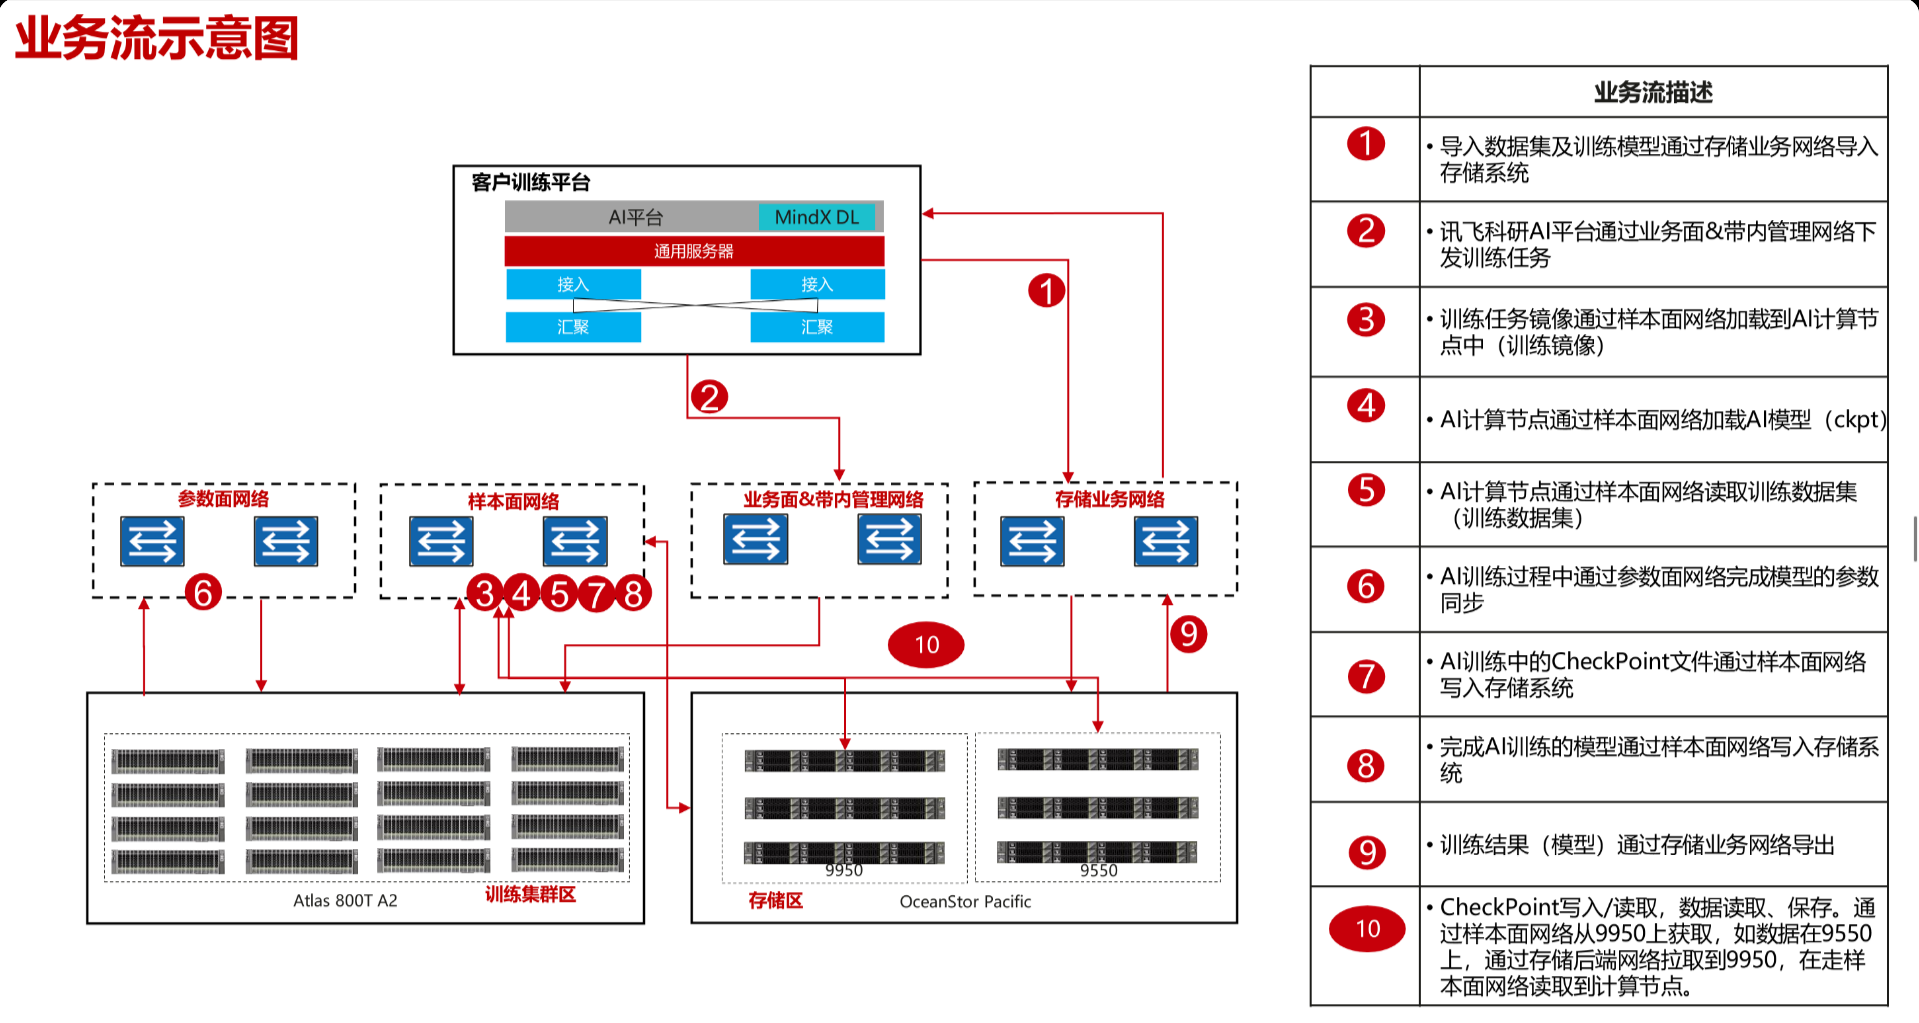 业务流示意图
客户训练平台
AI平台
MindX DL
通用服务器
接入
接入
汇聚
汇聚
1
2
参数面网络
样本面网络
业务面&带内管理网络
存储业务网络
6
3
4
5
7
8
10
9
9950
9550
Atlas 800T A2
训练集群区
存储区
OceanStor Pacific
业务流描述
1
• 导入数据集及训练模型通过存储业务网络导入
存储系统
2
• 讯飞科研AI平台通过业务面&带内管理网络下
发训练任务
3
• 训练任务镜像通过样本面网络加载到AI计算节
点中（训练镜像）
4
• AI计算节点通过样本面网络加载AI模型（ckpt）
5
• AI计算节点通过样本面网络读取训练数据集
（训练数据集）
6
• AI训练过程中通过参数面网络完成模型的参数
同步
7
• AI训练中的CheckPoint文件通过样本面网络
写入存储系统
8
• 完成AI训练的模型通过样本面网络写入存储系
统
9
• 训练结果（模型）通过存储业务网络导出
10
• CheckPoint写入/读取，数据读取、保存。通
过样本面网络从9950上获取，如数据在9550
上，通过存储后端网络拉取到9950，在走样
本面网络读取到计算节点。